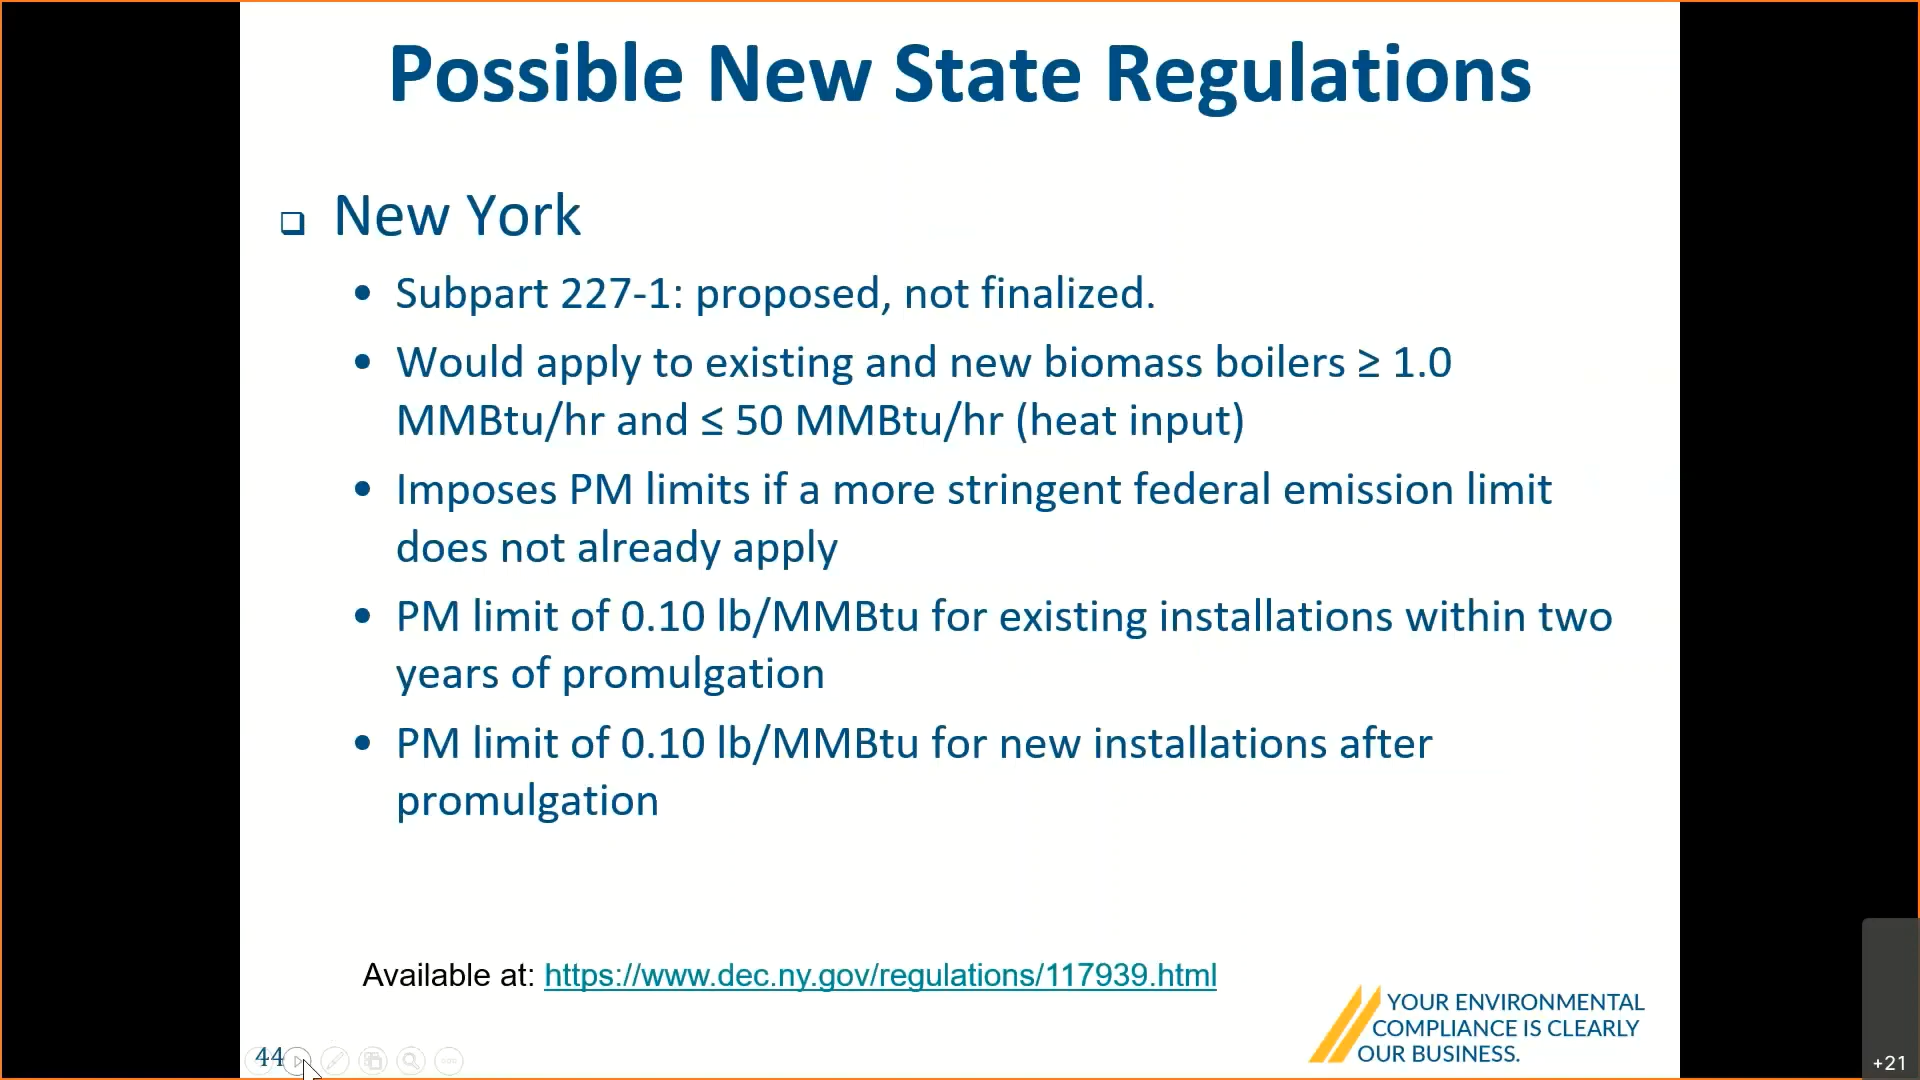 Possible New State Regulations
New York
• Subpart 227-1: proposed, not finalized.
• Would apply to existing and new biomass boilers ≥ 1.0
MMBtu/hr and ≤ 50 MMBtu/hr (heat input)
• Imposes PM limits if a more stringent federal emission limit
does not already apply
• PM limit of 0.10 lb/MMBtu for existing installations within two
years of promulgation
• PM limit of 0.10 lb/MMBtu for new installations after
promulgation
Available at: https://www.dec.ny.gov/regulations/117939.html
YOUR ENVIRONMENTAL
COMPLIANCE IS CLEARLY
OUR BUSINESS.
44
+21